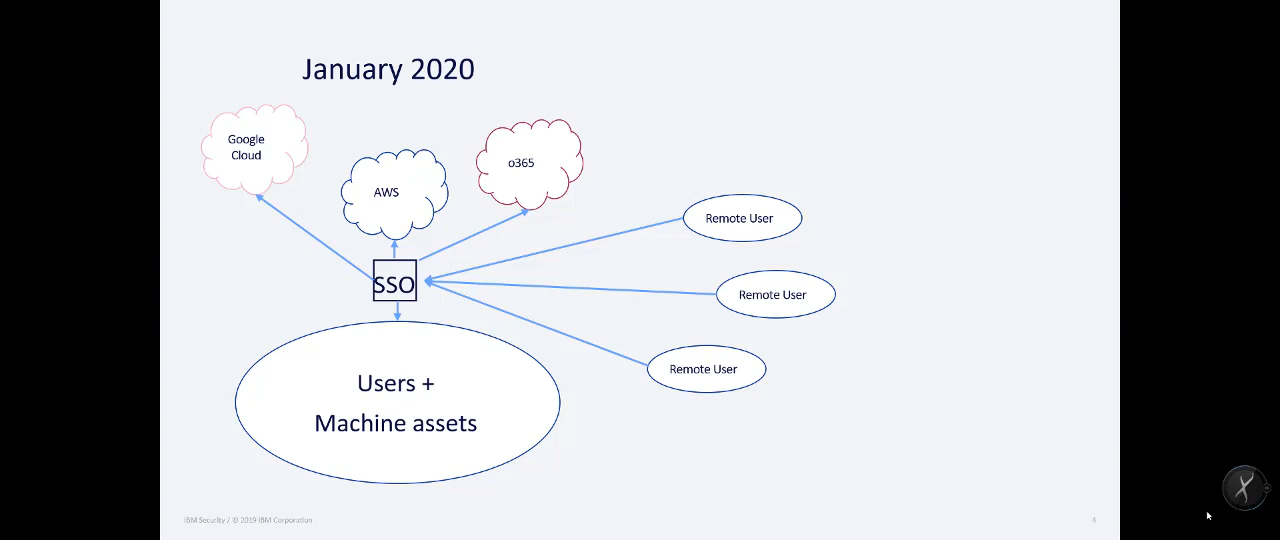 January 2020
Google
Cloud
AWS
o365
Remote User
SSO
Remote User
Remote User
Users +
Machine assets
IBM Security / © 2019 IBM Corporation
4